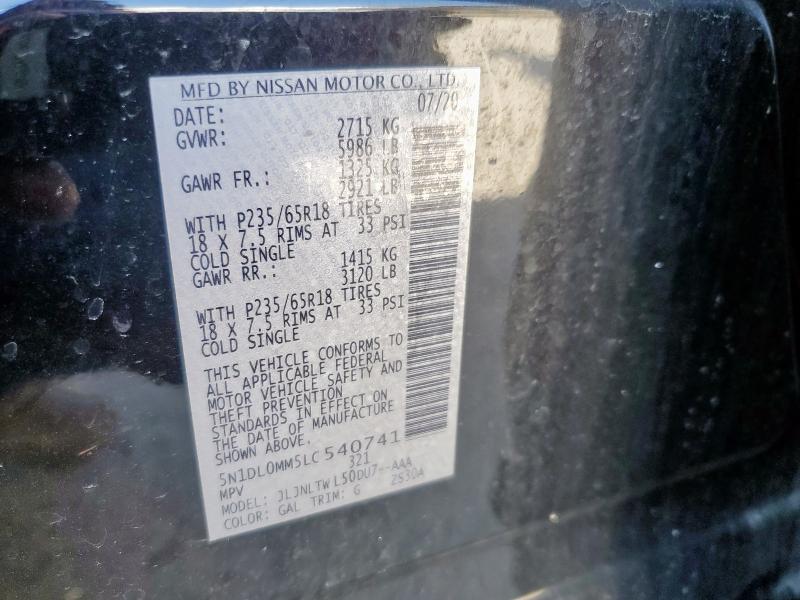 MFD BY NISSAN MOTOR CO., LTD.
DATE: 07/20
GVWR: 2715 KG
5986 LB
GAWR FR.: 1325 KG
2921 LB
WITH P235/65R18 TIRES
18 X 7.5 RIMS AT 33 PSI
COLD SINGLE
GAWR RR.: 1415 KG
3120 LB
WITH P235/65R18 TIRES
18 X 7.5 RIMS AT 33 PSI
COLD SINGLE
THIS VEHICLE CONFORMS TO
ALL APPLICABLE FEDERAL
MOTOR VEHICLE SAFETY AND
THEFT PREVENTION
STANDARDS IN EFFECT ON
THE DATE OF MANUFACTURE
SHOWN ABOVE.
5N1DL0MM5LC 540741
MPV 321
MODEL: JLJNLTW L50DU7--AAA
COLOR: GAL TRIM: G 2S30A